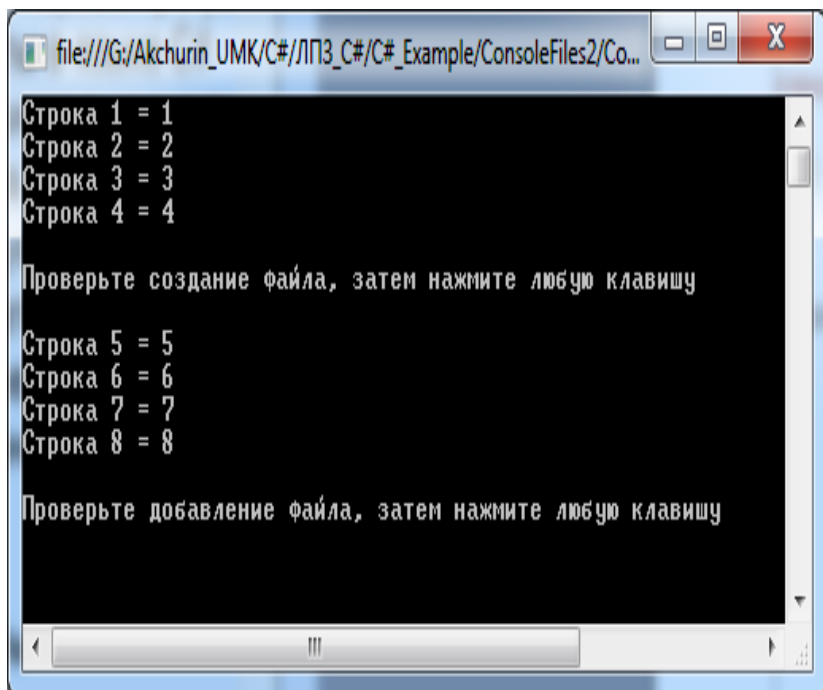 file:///G:/Akchurin_UMK/C#/ЛПЗ_C#/C#_Example/ConsoleFiles2/Co...
Строка 1 = 1
Строка 2 = 2
Строка 3 = 3
Строка 4 = 4
Проверьте создание файла, затем нажмите любую клавишу
Строка 5 = 5
Строка 6 = 6
Строка 7 = 7
Строка 8 = 8
Проверьте добавление файла, затем нажмите любую клавишу